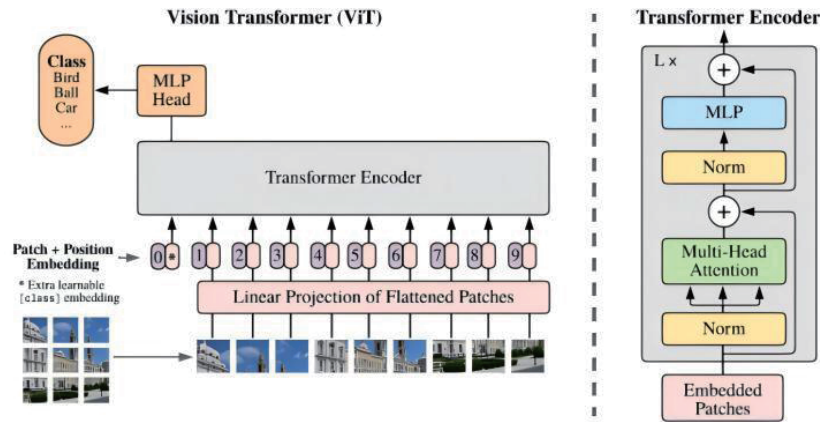 Vision Transformer (ViT)
Class
Bird
Ball
Car
...
MLP
Head
Transformer Encoder
Patch + Position
Embedding
0 * 1 2 3 4 5 6 7 8 9
* Extra learnable
[class] embedding
Linear Projection of Flattened Patches
Transformer Encoder
L x
+
MLP
Norm
+
Multi-Head
Attention
Norm
Embedded
Patches